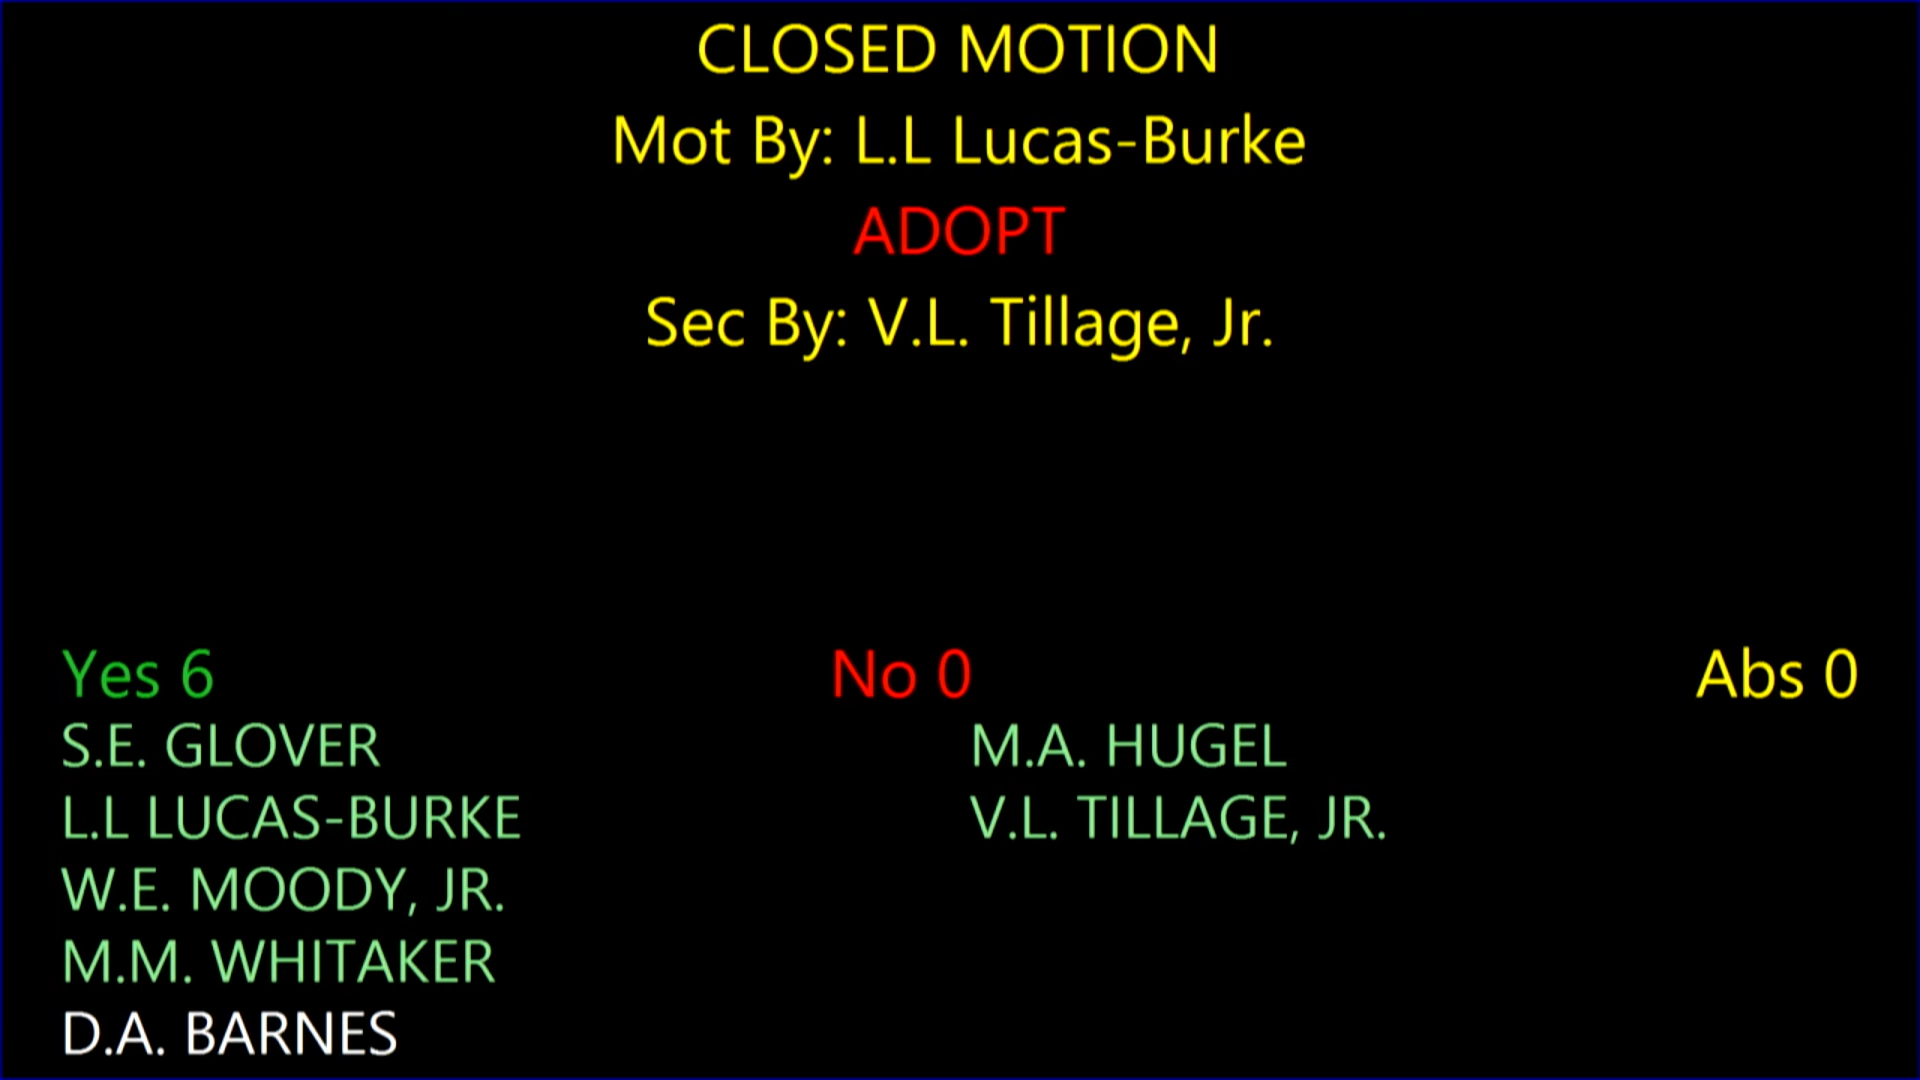 CLOSED MOTION
Mot By: L.L Lucas-Burke
ADOPT
Sec By: V.L. Tillage, Jr.
Yes 6 No 0 Abs 0
S.E. GLOVER M.A. HUGEL
L.L LUCAS-BURKE V.L. TILLAGE, JR.
W.E. MOODY, JR.
M.M. WHITAKER
D.A. BARNES